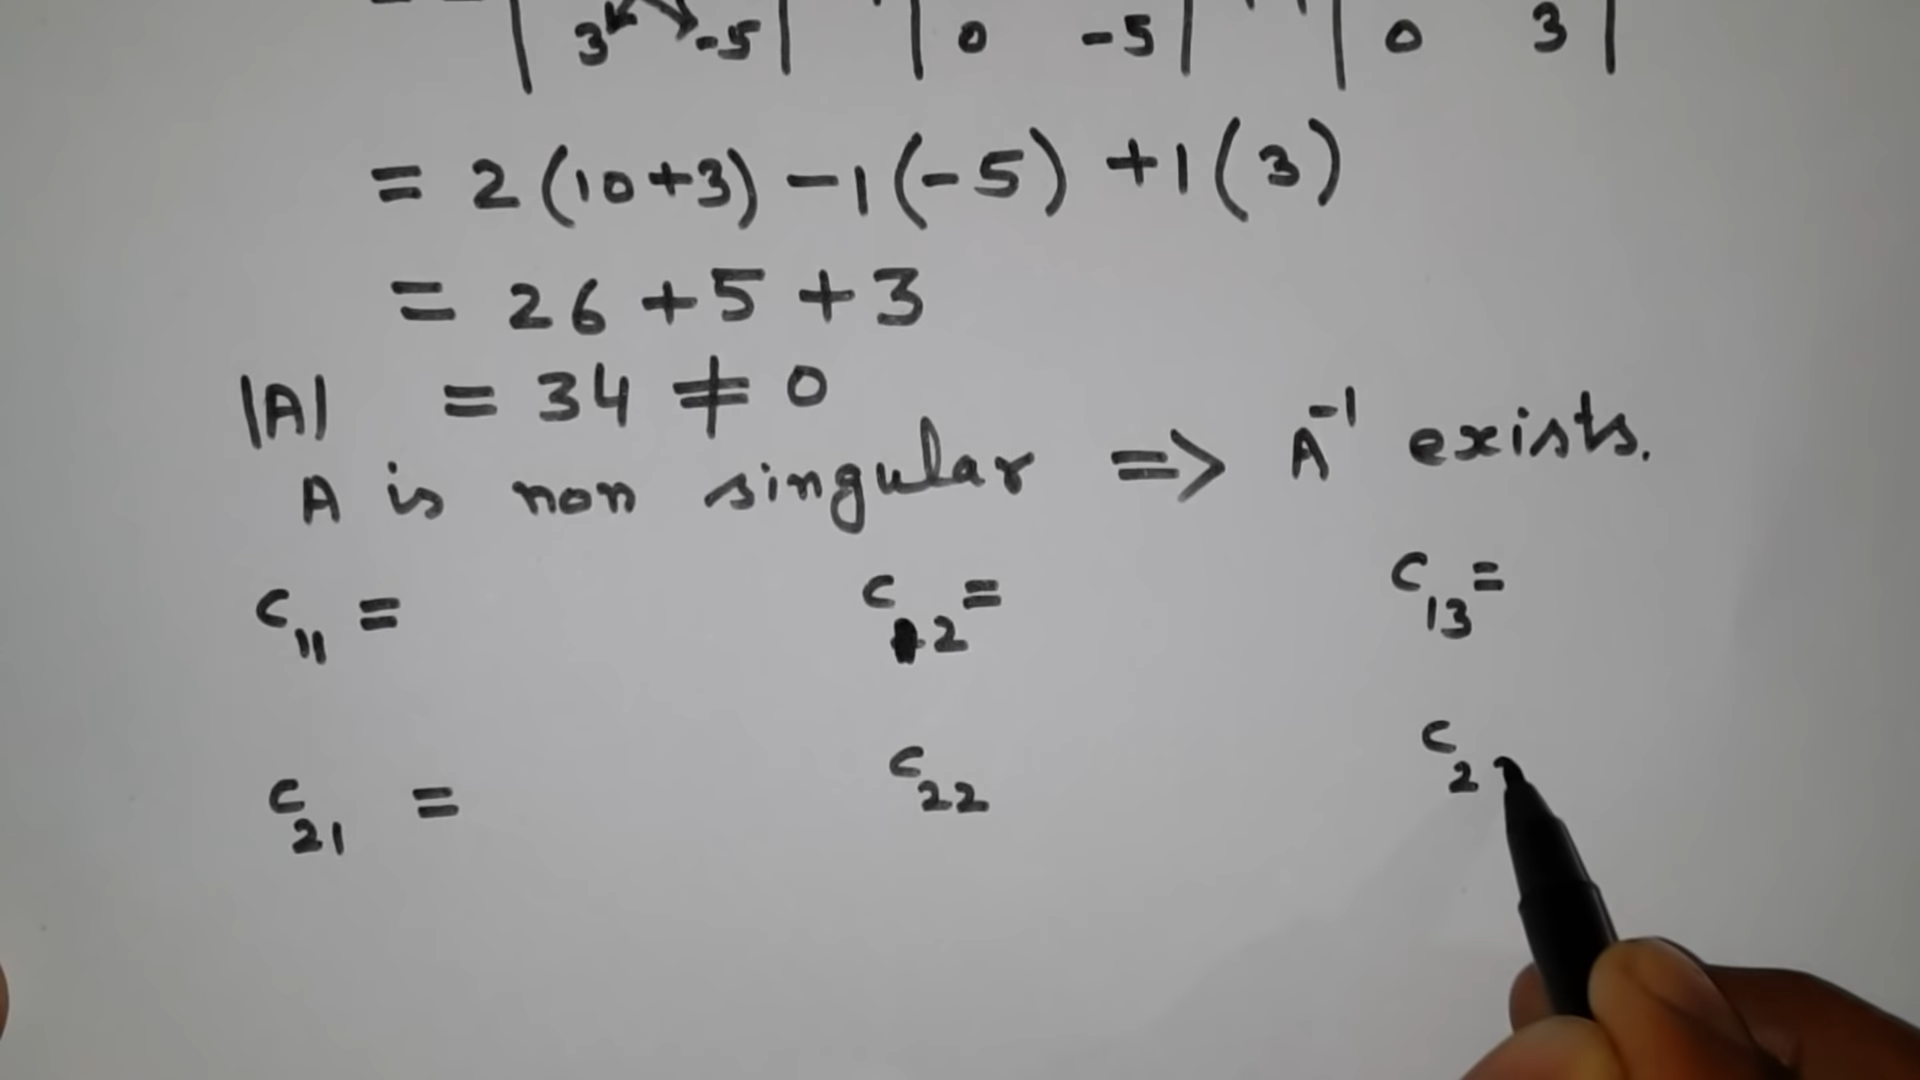 | 3 -5 | | 0 -5 | | 0 3 |
= 2(10+3) -1(-5) +1(3)
= 26 +5 +3
|A| = 34 ≠ 0
A is non singular => A⁻¹ exists.
C₁₁ = C₁₂ = C₁₃ =
C₂₁ = C₂₂ C₂